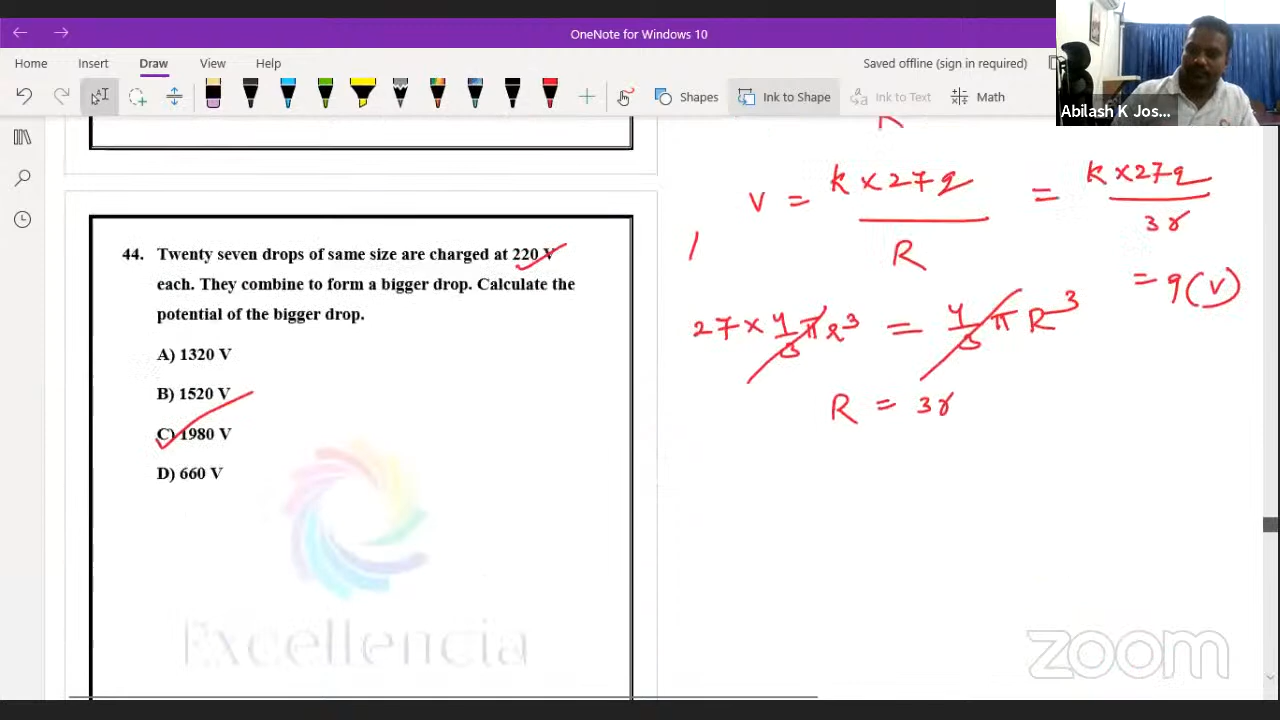 OneNote for Windows 10
Home Insert Draw View Help
Saved offline (sign in required)
Ink to Shape
Shapes
Ink to Text
Math
Abilash K Jos...
44. Twenty seven drops of same size are charged at 220 V
each. They combine to form a bigger drop. Calculate the
potential of the bigger drop.
A) 1320 V
B) 1520 V
C) 1980 V
D) 660 V
Excellencia
R
V = k × 27q / R = k × 27q / 3r
= 9(v)
27 × 4/3 π r³ = 4/3 π R³
R = 3r
zoom